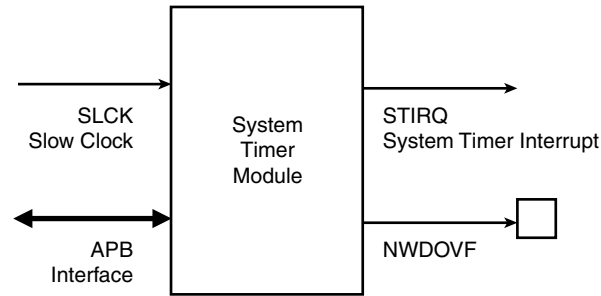 SLCK
Slow Clock
APB
Interface
System
Timer
Module
STIRQ
System Timer Interrupt
NWDOVF